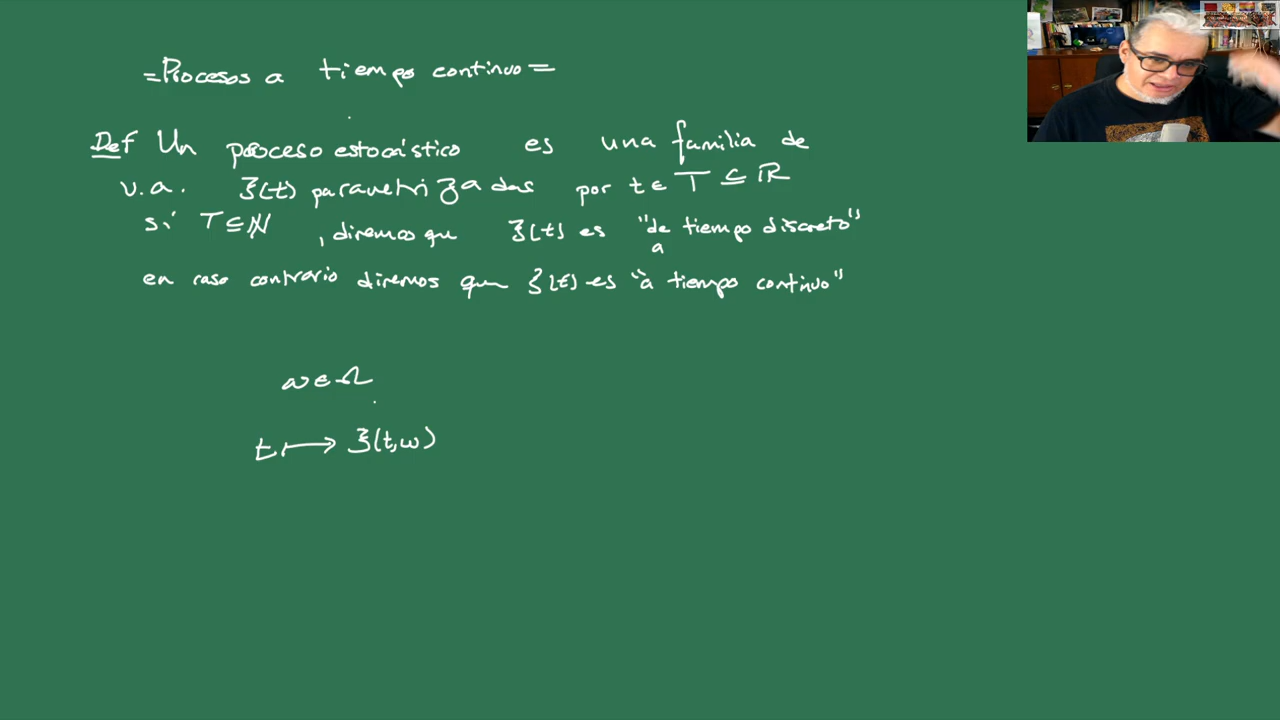 =Procesos a tiempo continuo=
Def Un proceso estocástico es una familia de
v.a. ξ(t) parametrizadas por t ∈ T ⊆ ℝ
si T ⊆ ℕ, diremos que ξ(t) es "de tiempo discreto"
a
en caso contrario diremos que ξ(t) es "a tiempo continuo"
ω ∈ Ω
t ⟼ ξ(t,ω)